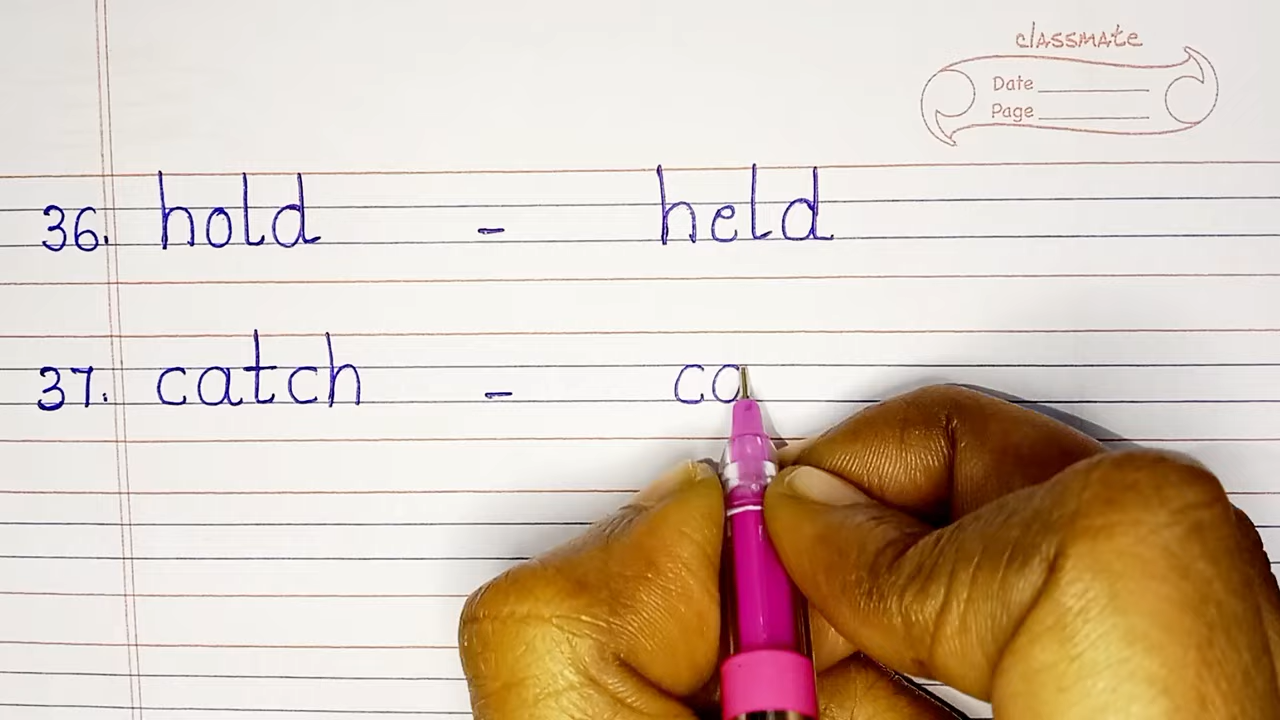 classmate
Date
Page
36. hold - held
37. catch - ca